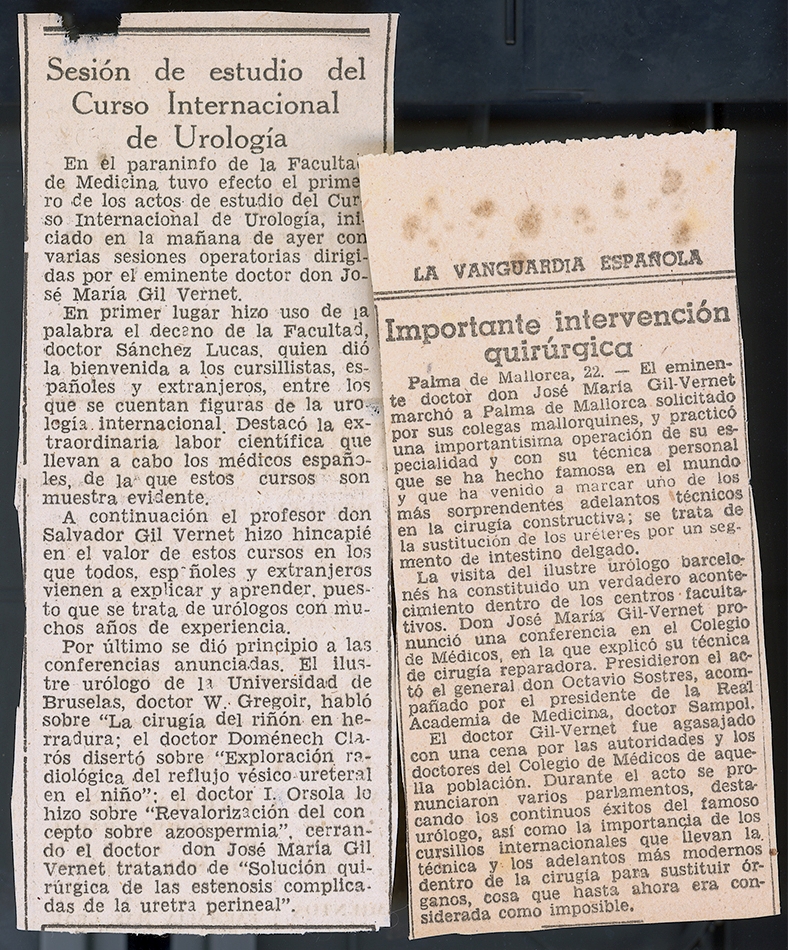 Sesión de estudio del
Curso Internacional
de Urología
En el paraninfo de la Faculta
de Medicina tuvo efecto el prime
ro de los actos de estudio del Cur
so Internacional de Urología, ini
ciado en la mañana de ayer con
varias sesiones operatorias dirigi-
das por el eminente doctor don Jo-
sé María Gil Vernet.
En primer lugar hizo uso de la
palabra el decano de la Facultad,
doctor Sánchez Lucas, quien dió
la bienvenida a los cursillistas, es-
pañoles y extranjeros, entre los
que se cuentan figuras de la uro-
logía internacional. Destacó la ex-
traordinaria labor científica que
llevan a cabo los médicos españo-
les, de la que estos cursos son
muestra evidente.
A continuación el profesor don
Salvador Gil Vernet hizo hincapié
en el valor de estos cursos en los
que todos, españoles y extranjeros
vienen a explicar y aprender, pues-
to que se trata de urólogos con mu-
chos años de experiencia.
Por último se dió principio a las
conferencias anunciadas. El ilus-
tre urólogo de la Universidad de
Bruselas, doctor W. Gregoir, habló
sobre "La cirugía del riñón en he-
rradura; el doctor Doménech Cla-
rós disertó sobre "Exploración ra-
diológica del reflujo vésico-ureteral
en el niño"; el doctor I. Orsola lo
hizo sobre "Revalorización del con
cepto sobre azoospermia", cerran-
do el doctor don José María Gil
Vernet tratando de "Solución qui-
rúrgica de las estenosis complica-
das de la uretra perineal".
LA VANGUARDIA ESPAÑOLA
Importante intervención
quirúrgica
Palma de Mallorca, 22. — El eminen-
te doctor don José María Gil-Vernet
marchó a Palma de Mallorca solicitado
por sus colegas mallorquines, y practicó
una importantísima operación de su es-
pecialidad y con su técnica personal
que se ha hecho famosa en el mundo
y que ha venido a marcar uno de los
más sorprendentes adelantos técnicos
en la cirugía constructiva; se trata de
la sustitución de los uréteres por un seg-
mento de intestino delgado.
La visita del ilustre urólogo barcelo-
nés ha constituido un verdadero aconte-
cimiento dentro de los centros faculta-
tivos. Don José María Gil-Vernet pro-
nunció una conferencia en el Colegio
de Médicos, en la que explicó su técnica
de cirugía reparadora. Presidieron el ac-
tó el general don Octavio Sostres, acom-
pañado por el presidente de la Real
Academia de Medicina, doctor Sampol.
El doctor Gil-Vernet fue agasajado
con una cena por las autoridades y los
doctores del Colegio de Médicos de aque-
lla población. Durante el acto se pro-
nunciaron varios parlamentos, desta-
cando los continuos éxitos del famoso
urólogo, así como la importancia de los
cursillos internacionales que llevan la
técnica y los adelantos más modernos
dentro de la cirugía para sustituir ór-
ganos, cosa que hasta ahora era con-
siderada como imposible.